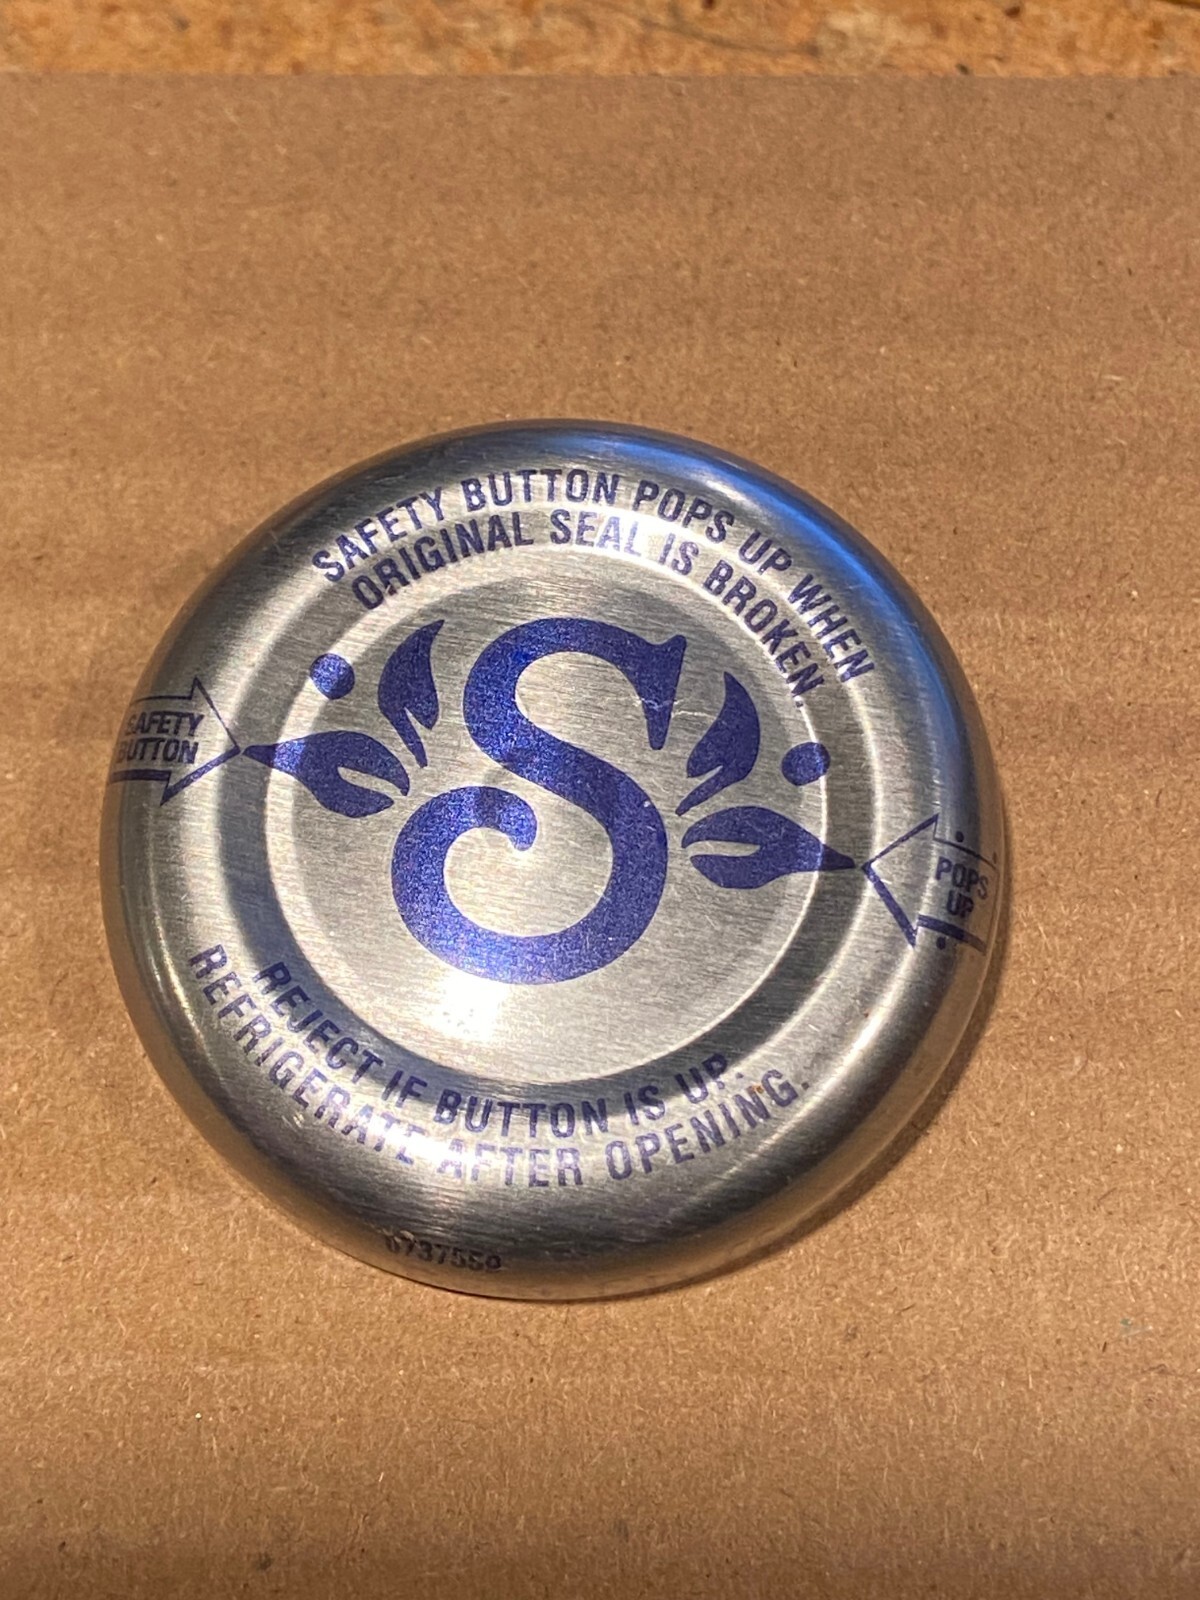 SAFETY BUTTON POPS UP WHEN
ORIGINAL SEAL IS BROKEN.
SAFETY
BUTTON
S
POPS
UP
REJECT IF BUTTON IS UP.
REFRIGERATE AFTER OPENING.